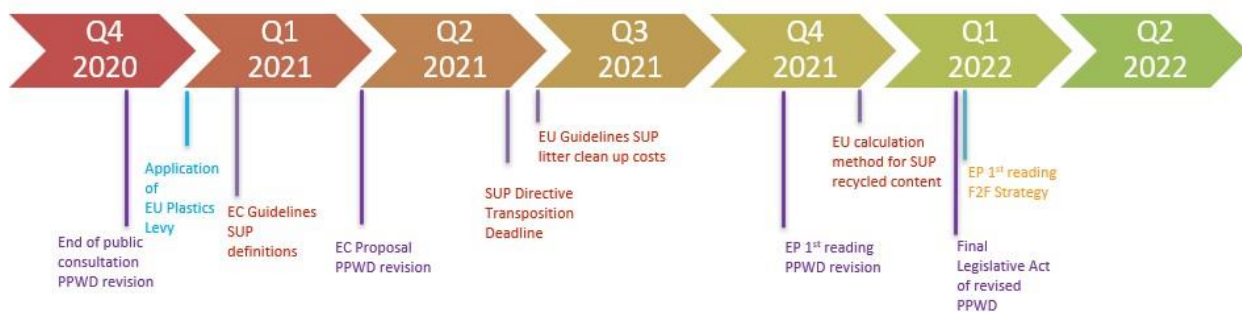 Q4
2020
Q1
2021
Q2
2021
Q3
2021
Q4
2021
Q1
2022
Q2
2022
End of public
consultation
PPWD revision
Application
of
EU Plastics
Levy
EC Guidelines
SUP
definitions
EC Proposal
PPWD revision
SUP Directive
Transposition
Deadline
EU Guidelines SUP
litter clean up costs
EP 1st reading
PPWD revision
EU calculation
method for SUP
recycled content
Final
Legislative Act
of revised
PPWD
EP 1st reading
F2F Strategy